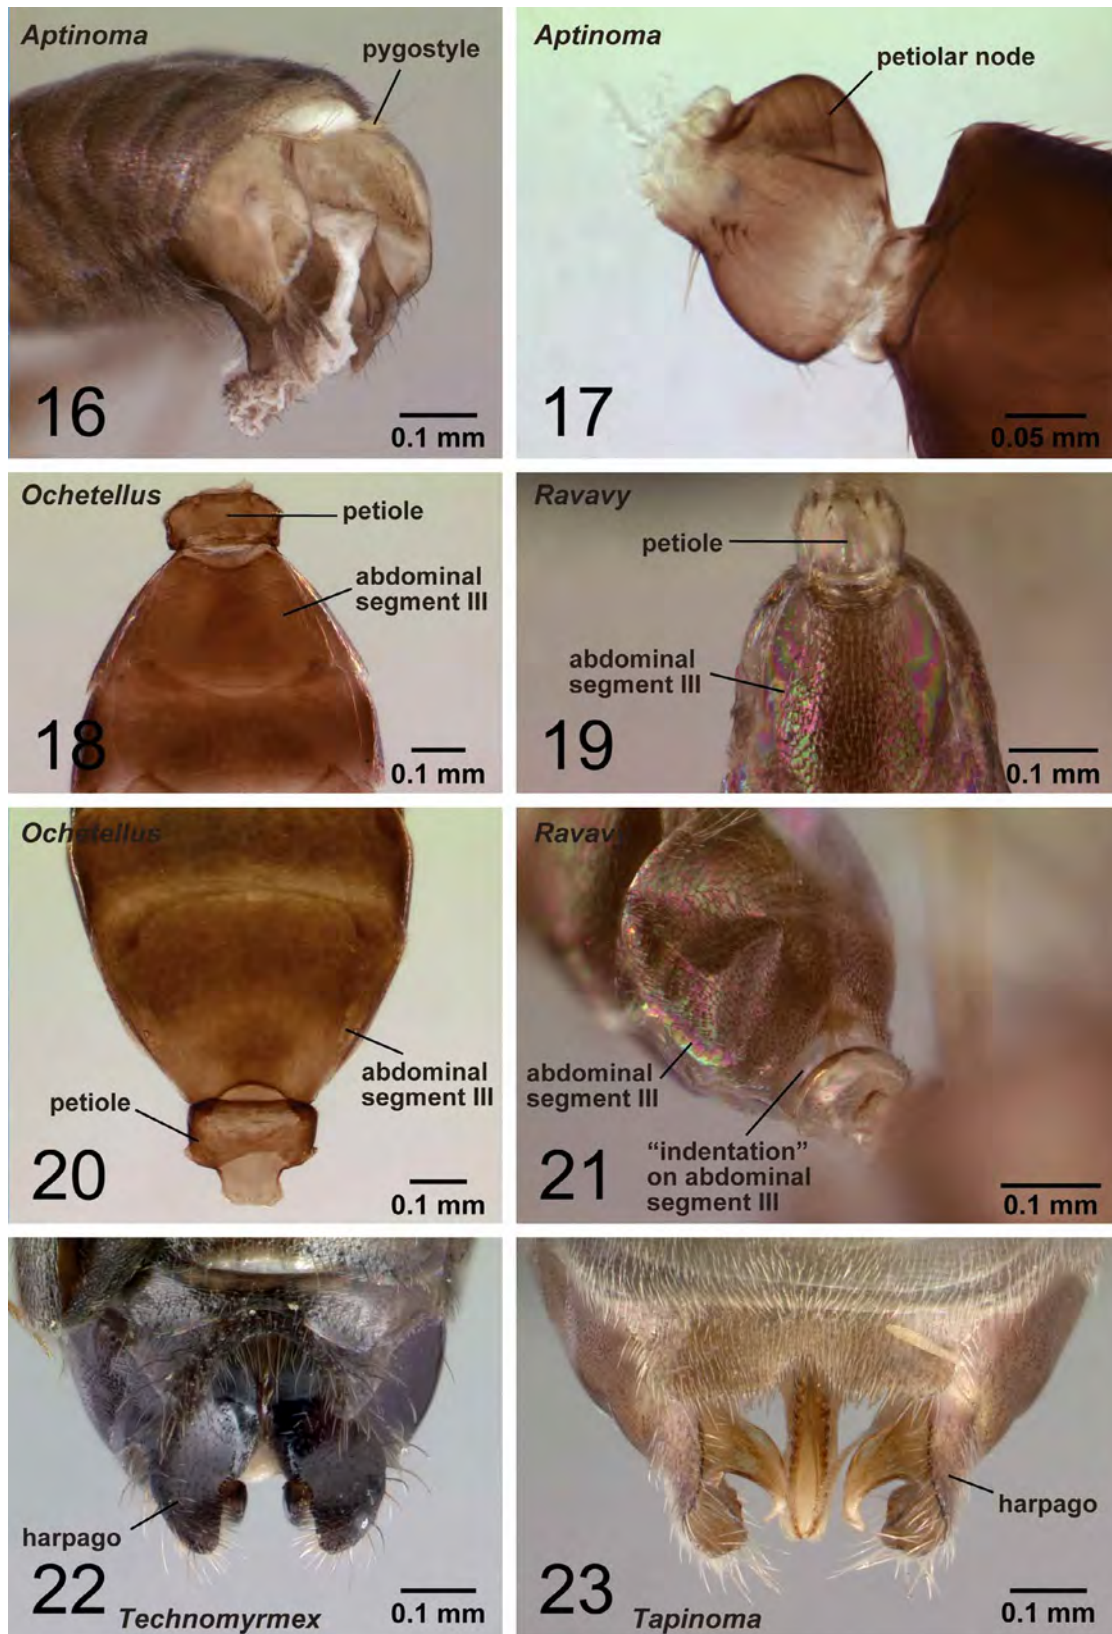 Aptinoma
pygostyle
16
0.1 mm
Aptinoma
petiolar node
17
0.05 mm
Ochetellus
petiole
abdominal
segment III
18
0.1 mm
Ravavy
petiole
abdominal
segment III
19
0.1 mm
Ochetellus
abdominal
segment III
petiole
20
0.1 mm
Ravavy
abdominal
segment III
“indentation”
on abdominal
segment III
21
0.1 mm
harpago
22
Technomyrmex
0.1 mm
harpago
23
Tapinoma
0.1 mm